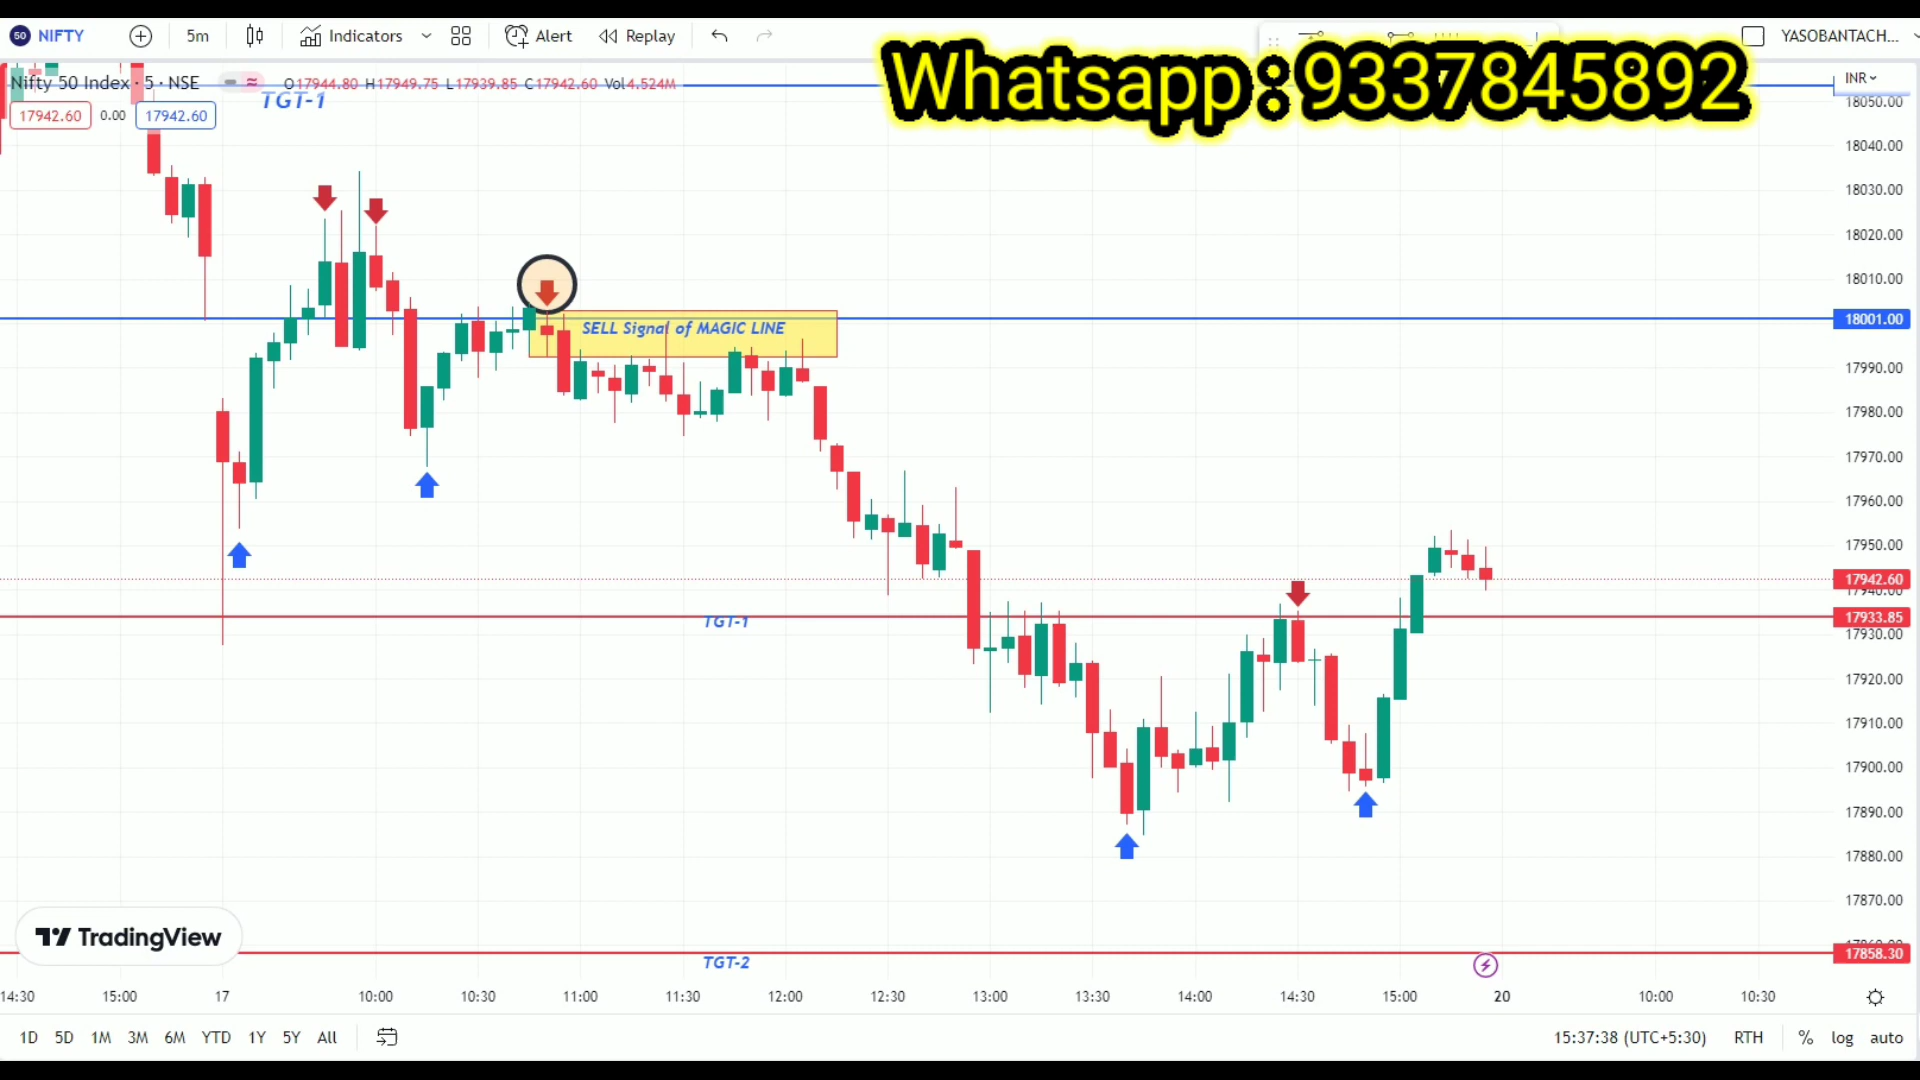 50 NIFTY 5m Indicators Alert Replay YASOBANTACH...
Whatsapp : 9337845892
Nifty 50 Index · 5 · NSE O17944.80 H17949.75 L17939.85 C17942.60 Vol4.524M
INR
TGT-1
17942.60 0.00 17942.60
18050.00
18040.00
18030.00
18020.00
18010.00
18001.00
SELL Signal of MAGIC LINE
17990.00
17980.00
17970.00
17960.00
17950.00
17942.60
17940.00
17933.85
TGT-1
17930.00
17920.00
17910.00
17900.00
17890.00
17880.00
17870.00
TradingView
17860.00
17858.30
TGT-2
14:30 15:00 17 10:00 10:30 11:00 11:30 12:00 12:30 13:00 13:30 14:00 14:30 15:00 20 10:00 10:30
1D 5D 1M 3M 6M YTD 1Y 5Y All 15:37:38 (UTC+5:30) RTH % log auto